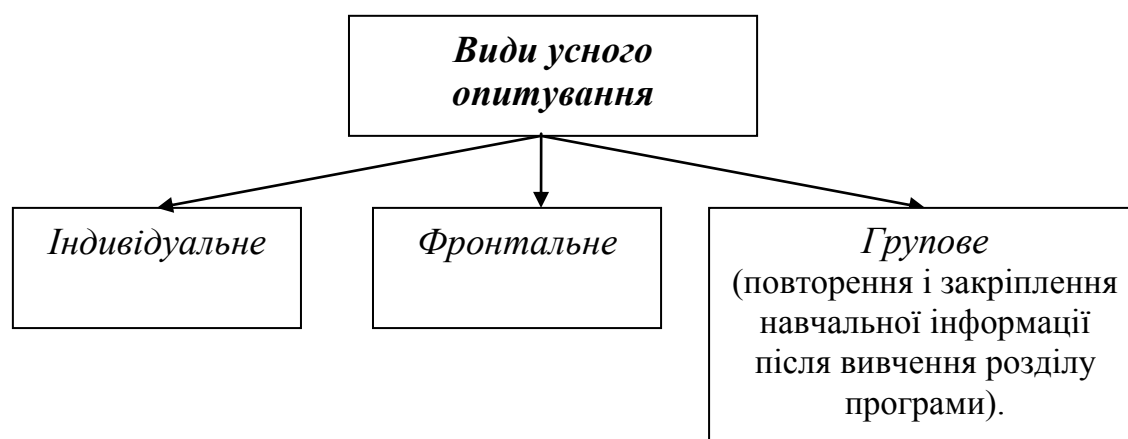 Види усного
опитування
Індивідуальне
Фронтальне
Групове
(повторення і закріплення
навчальної інформації
після вивчення розділу
програми).